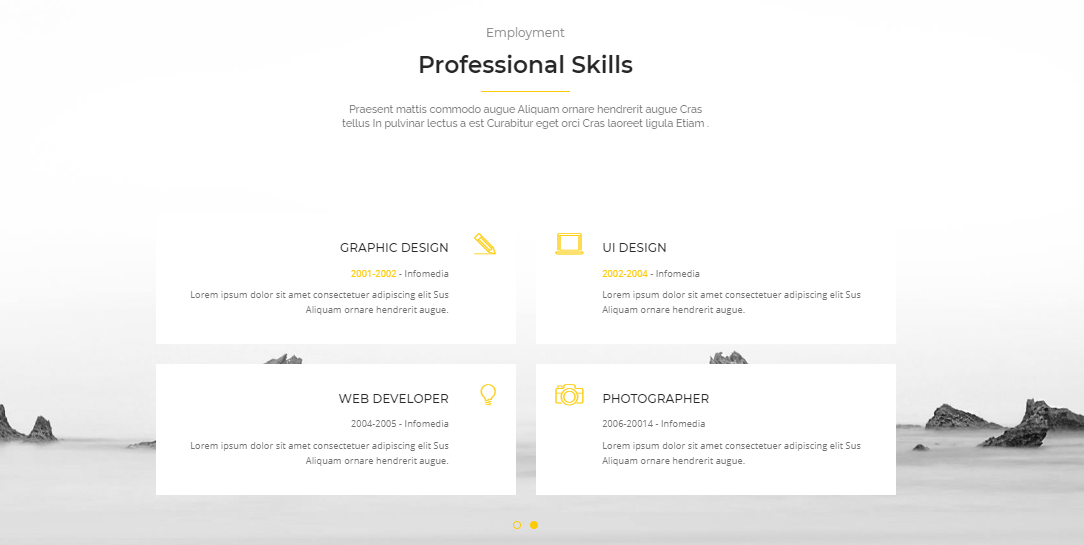 Employment
Professional Skills
Praesent mattis commodo augue Aliquam ornare hendrerit augue Cras
tellus In pulvinar lectus a est Curabitur eget orci Cras laoreet ligula Etiam .
GRAPHIC DESIGN
2001-2002 - Infomedia
Lorem ipsum dolor sit amet consectetuer adipiscing elit Sus
Aliquam ornare hendrerit augue.
UI DESIGN
2002-2004 - Infomedia
Lorem ipsum dolor sit amet consectetuer adipiscing elit Sus
Aliquam ornare hendrerit augue.
WEB DEVELOPER
2004-2005 - Infomedia
Lorem ipsum dolor sit amet consectetuer adipiscing elit Sus
Aliquam ornare hendrerit augue.
PHOTOGRAPHER
2006-20014 - Infomedia
Lorem ipsum dolor sit amet consectetuer adipiscing elit Sus
Aliquam ornare hendrerit augue.